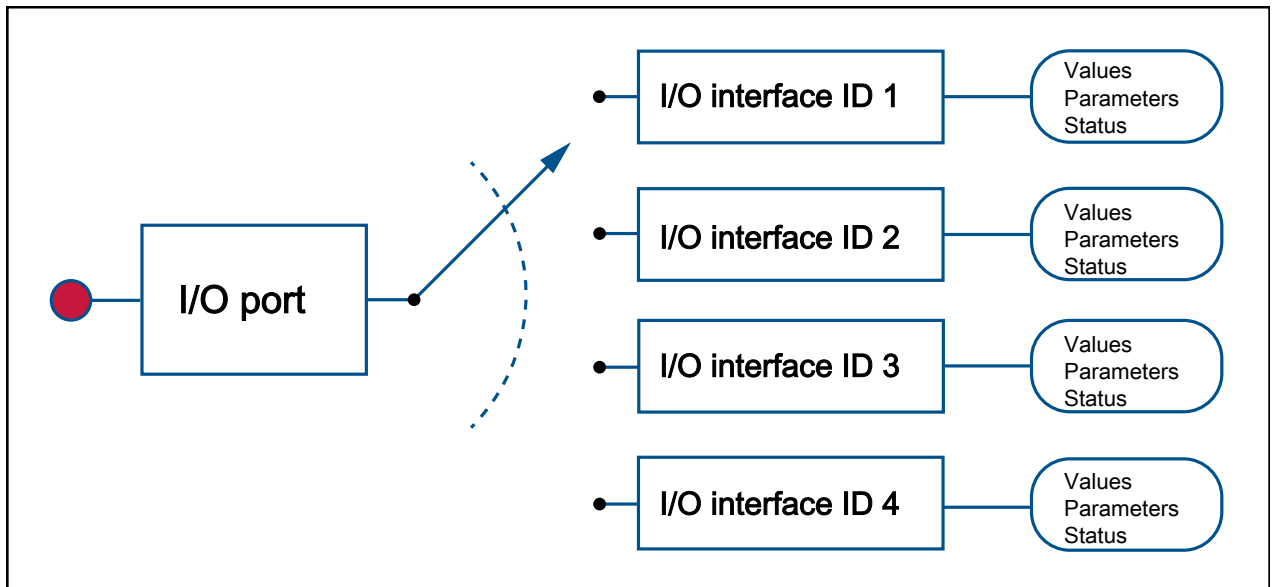 I/O port
I/O interface ID 1
Values
Parameters
Status
I/O interface ID 2
Values
Parameters
Status
I/O interface ID 3
Values
Parameters
Status
I/O interface ID 4
Values
Parameters
Status